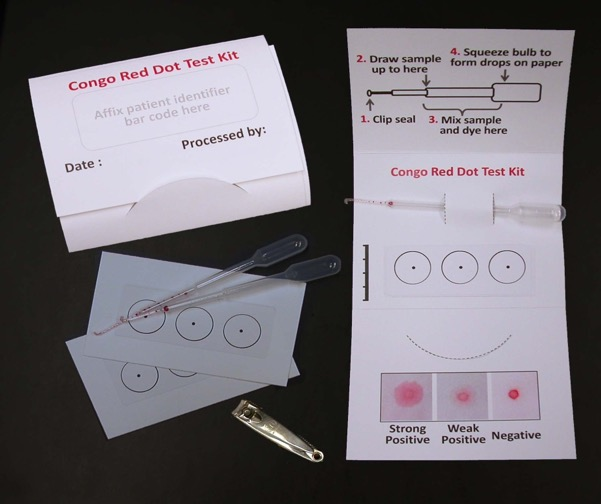 Congo Red Dot Test Kit
Affix patient identifier
bar code here
Processed by:
Date :
2. Draw sample
up to here
4. Squeeze bulb to
form drops on paper
1. Clip seal
3. Mix sample
and dye here
Congo Red Dot Test Kit
Strong
Positive
Weak
Positive
Negative